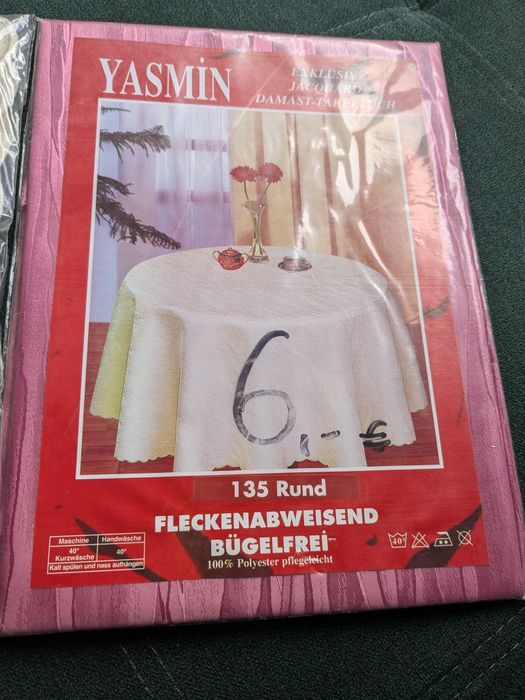 YASMİN
EXKLUSIV
JACQUARD
DAMAST-TAFELTUCH
6,-€
135 Rund
FLECKENABWEISEND
BÜGELFREI
100% Polyester pflegeleicht
Maschine Handwäsche
40° 40°
Kurzwäsche
Kalt spülen und nass aufhängen
40°